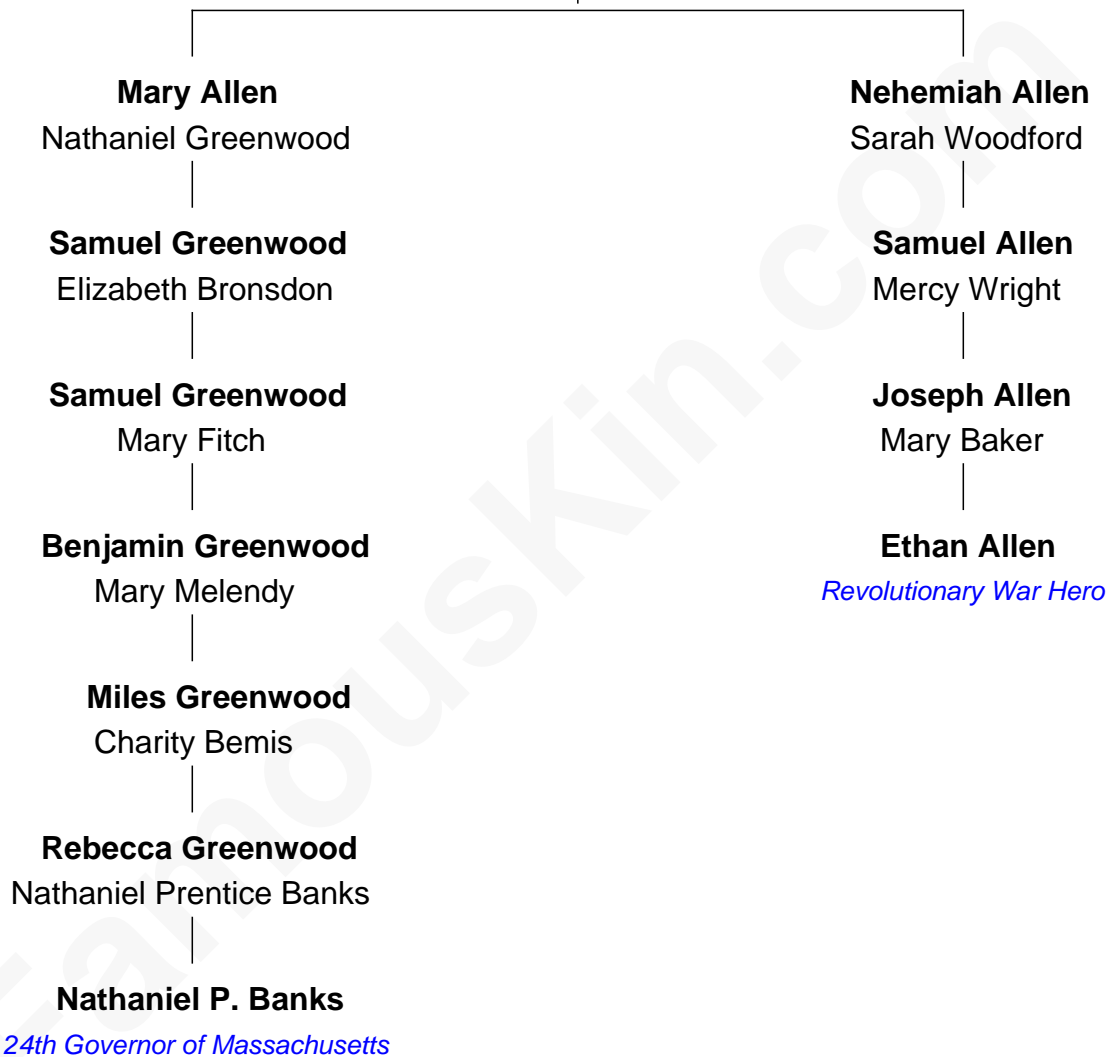 Mary Allen
Nathaniel Greenwood
Nehemiah Allen
Sarah Woodford
Samuel Greenwood
Elizabeth Bronsdon
Samuel Allen
Mercy Wright
Samuel Greenwood
Mary Fitch
Joseph Allen
Mary Baker
Benjamin Greenwood
Mary Melendy
Ethan Allen
Revolutionary War Hero
Miles Greenwood
Charity Bemis
Rebecca Greenwood
Nathaniel Prentice Banks
Nathaniel P. Banks
24th Governor of Massachusetts
FamousKin.com